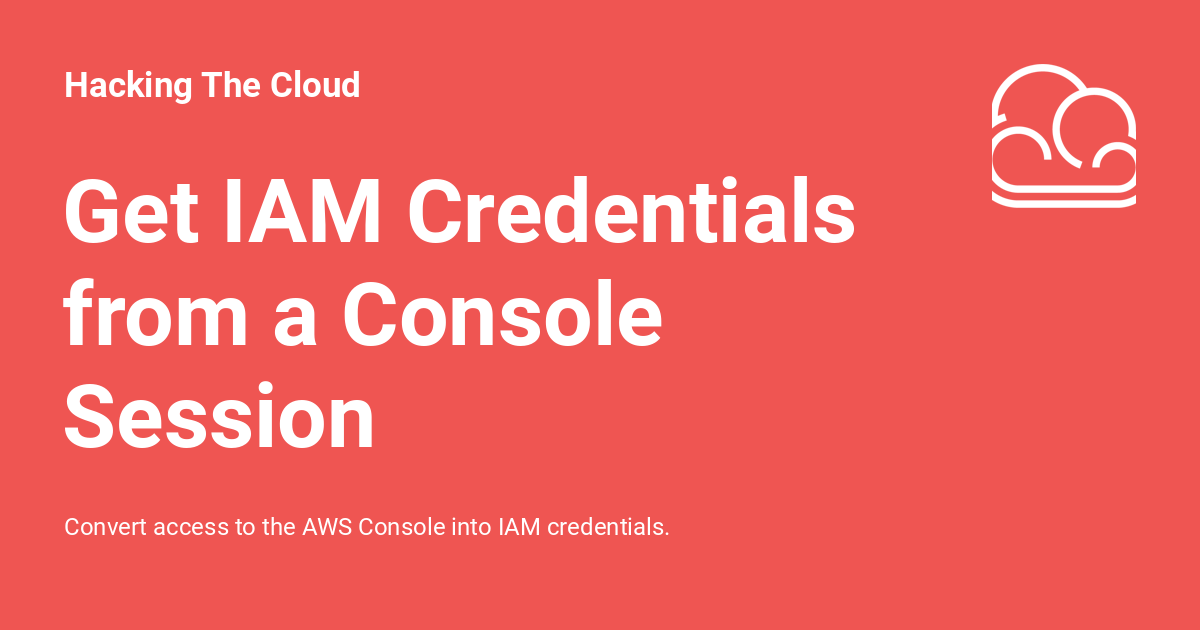 Hacking The Cloud
Get IAM Credentials
from a Console
Session
Convert access to the AWS Console into IAM credentials.